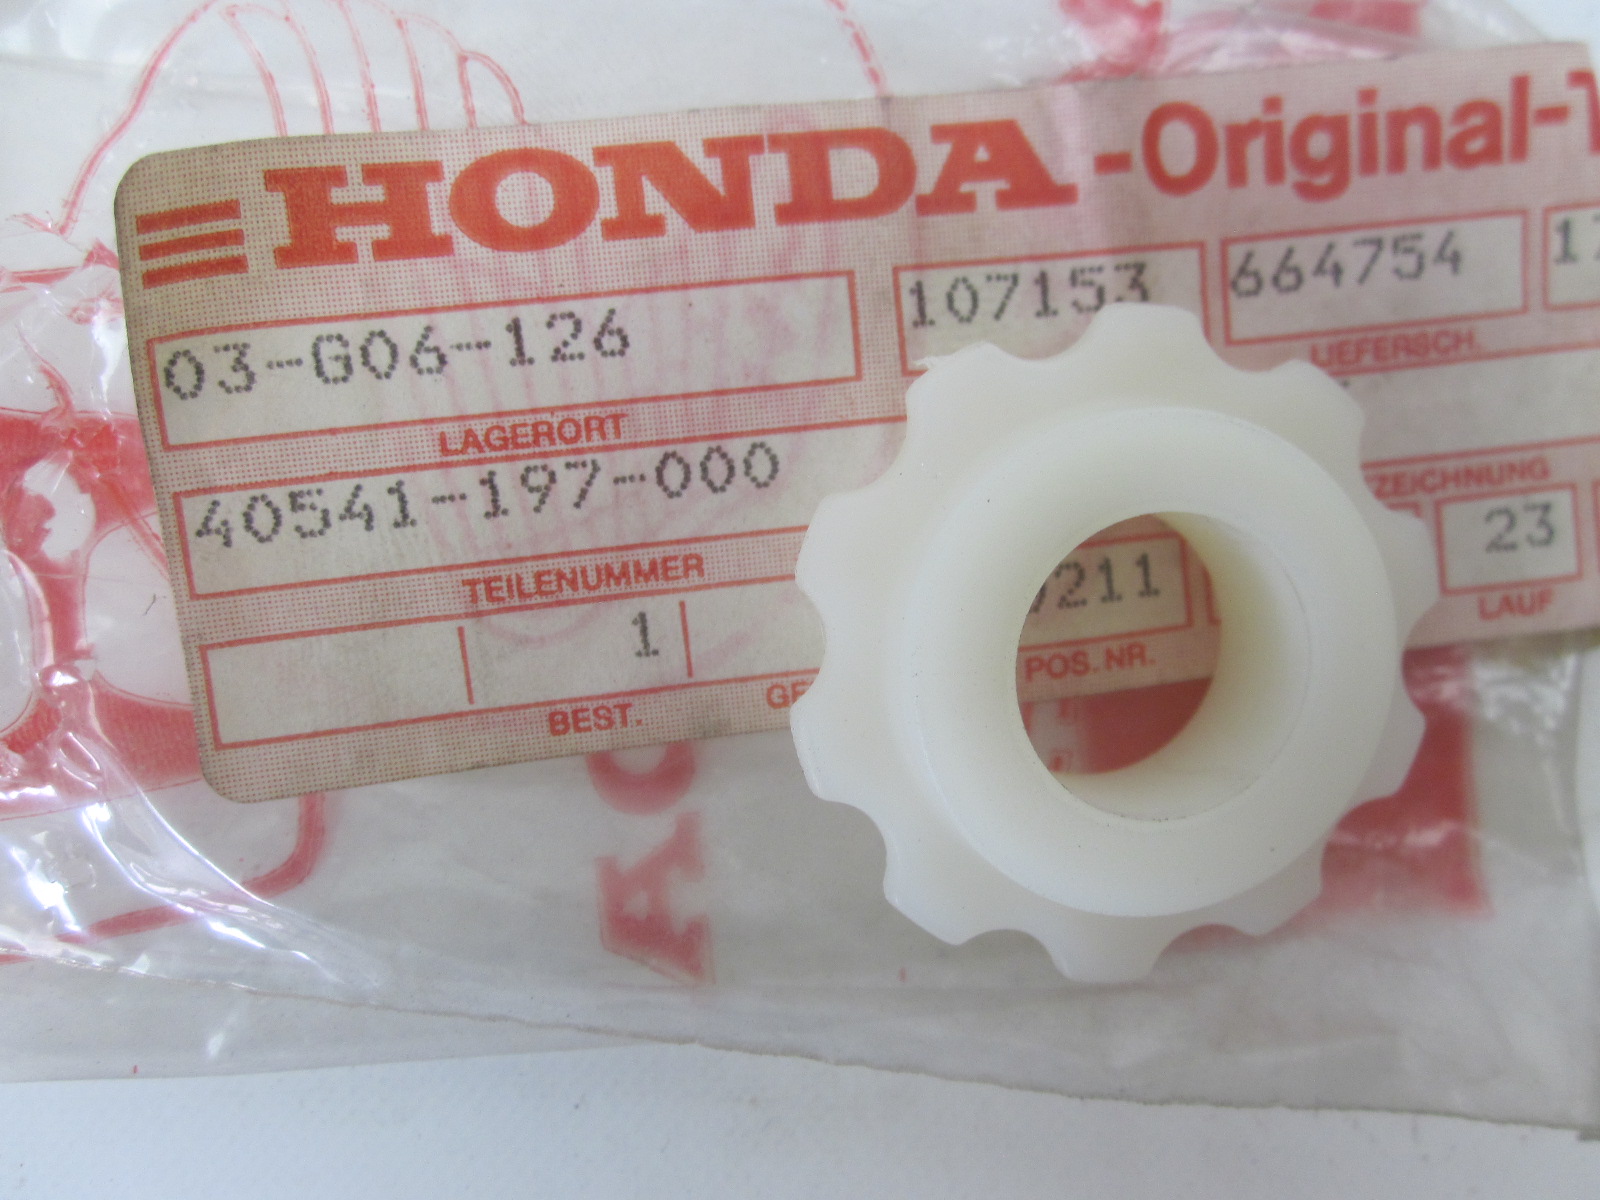 HONDA-Original-
03-G06-126 107153 664754
LAGERORT LIEFERSCH.
40541-197-000
TEILENUMMER
23
1 211
LAUF
BEST. POS.NR.